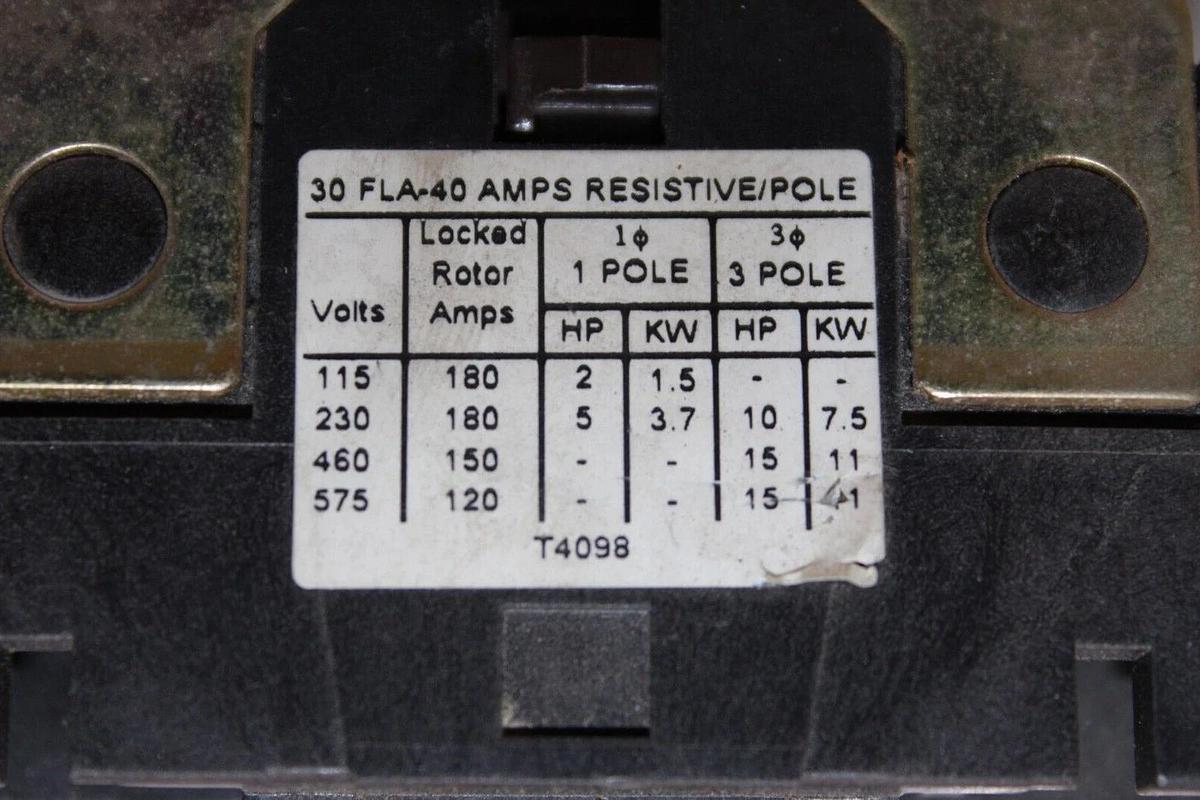 30 FLA-40 AMPS RESISTIVE/POLE
Volts Locked Rotor Amps 1ϕ 1 POLE 3ϕ 3 POLE
HP KW HP KW
115 180 2 1.5 - -
230 180 5 3.7 10 7.5
460 150 - - 15 11
575 120 - - 15
T4098